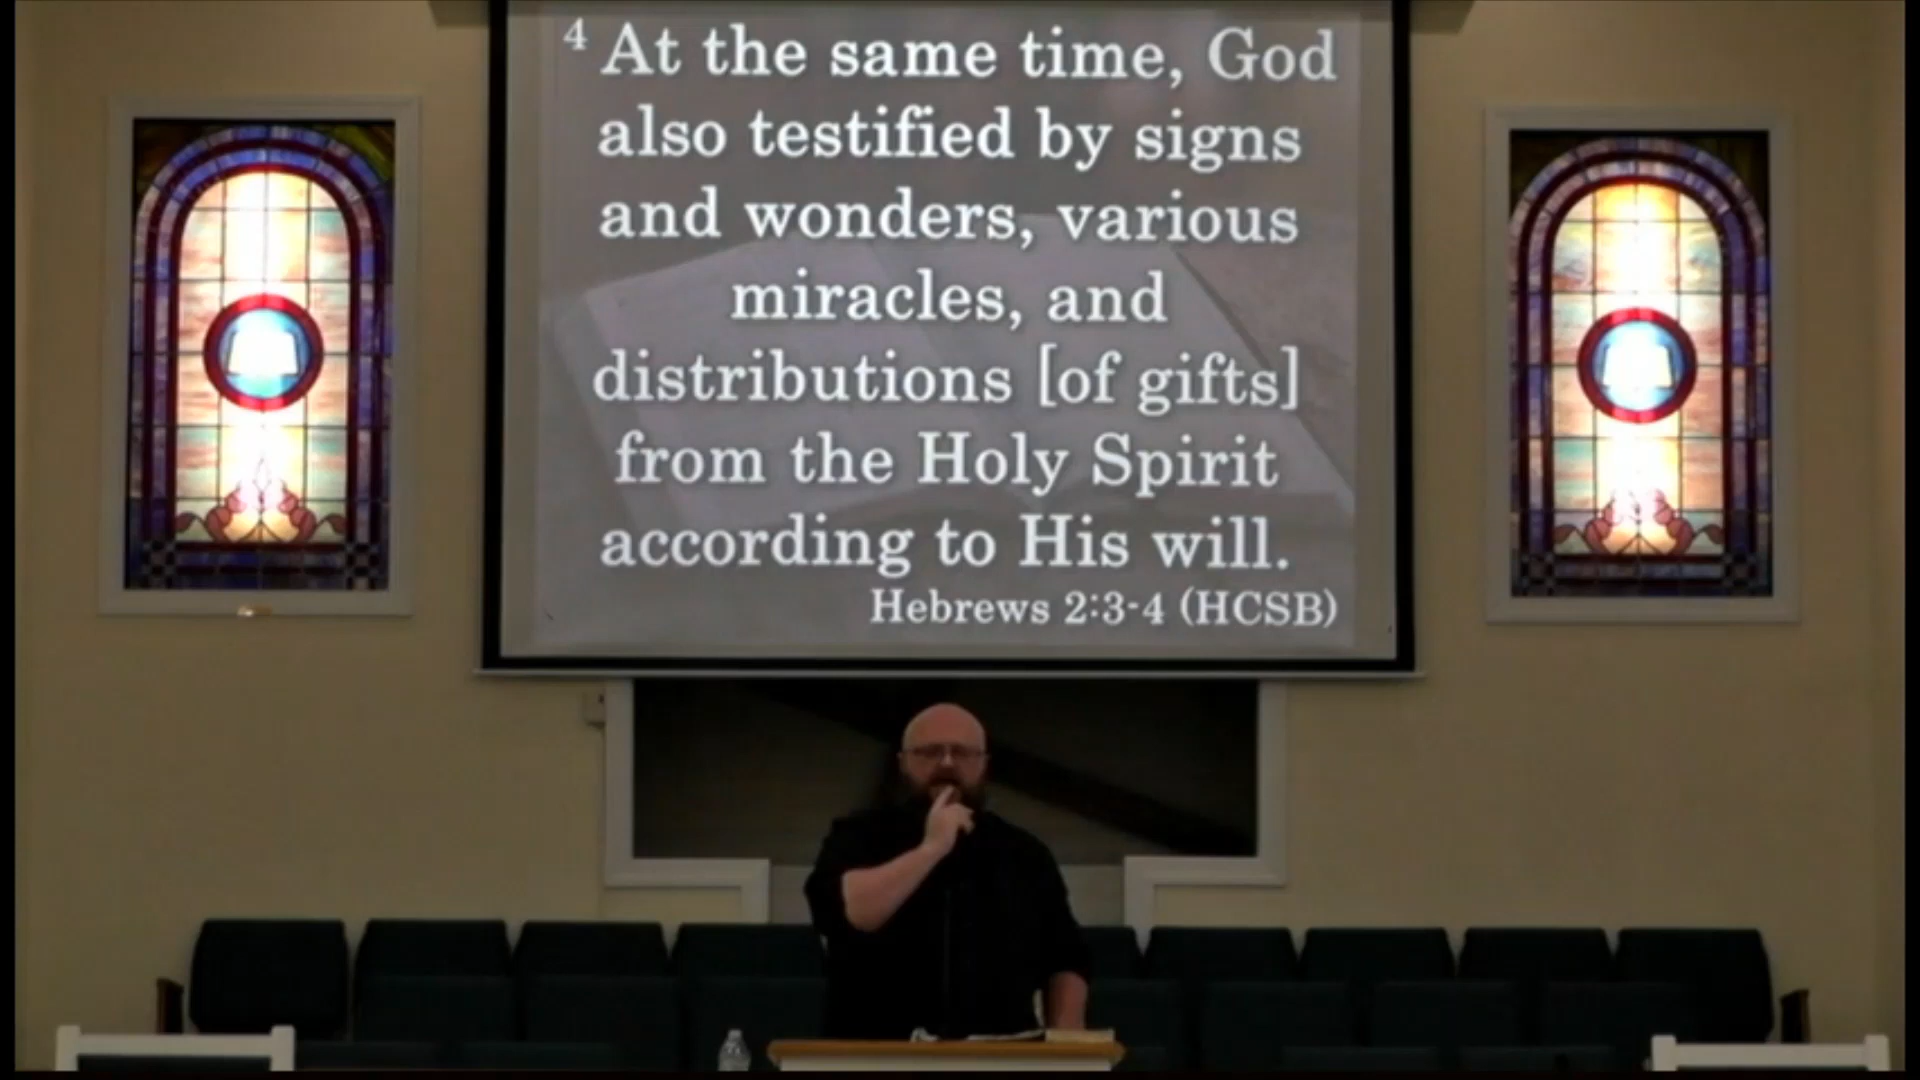 4 At the same time, God
also testified by signs
and wonders, various
miracles, and
distributions [of gifts]
from the Holy Spirit
according to His will.
Hebrews 2:3-4 (HCSB)